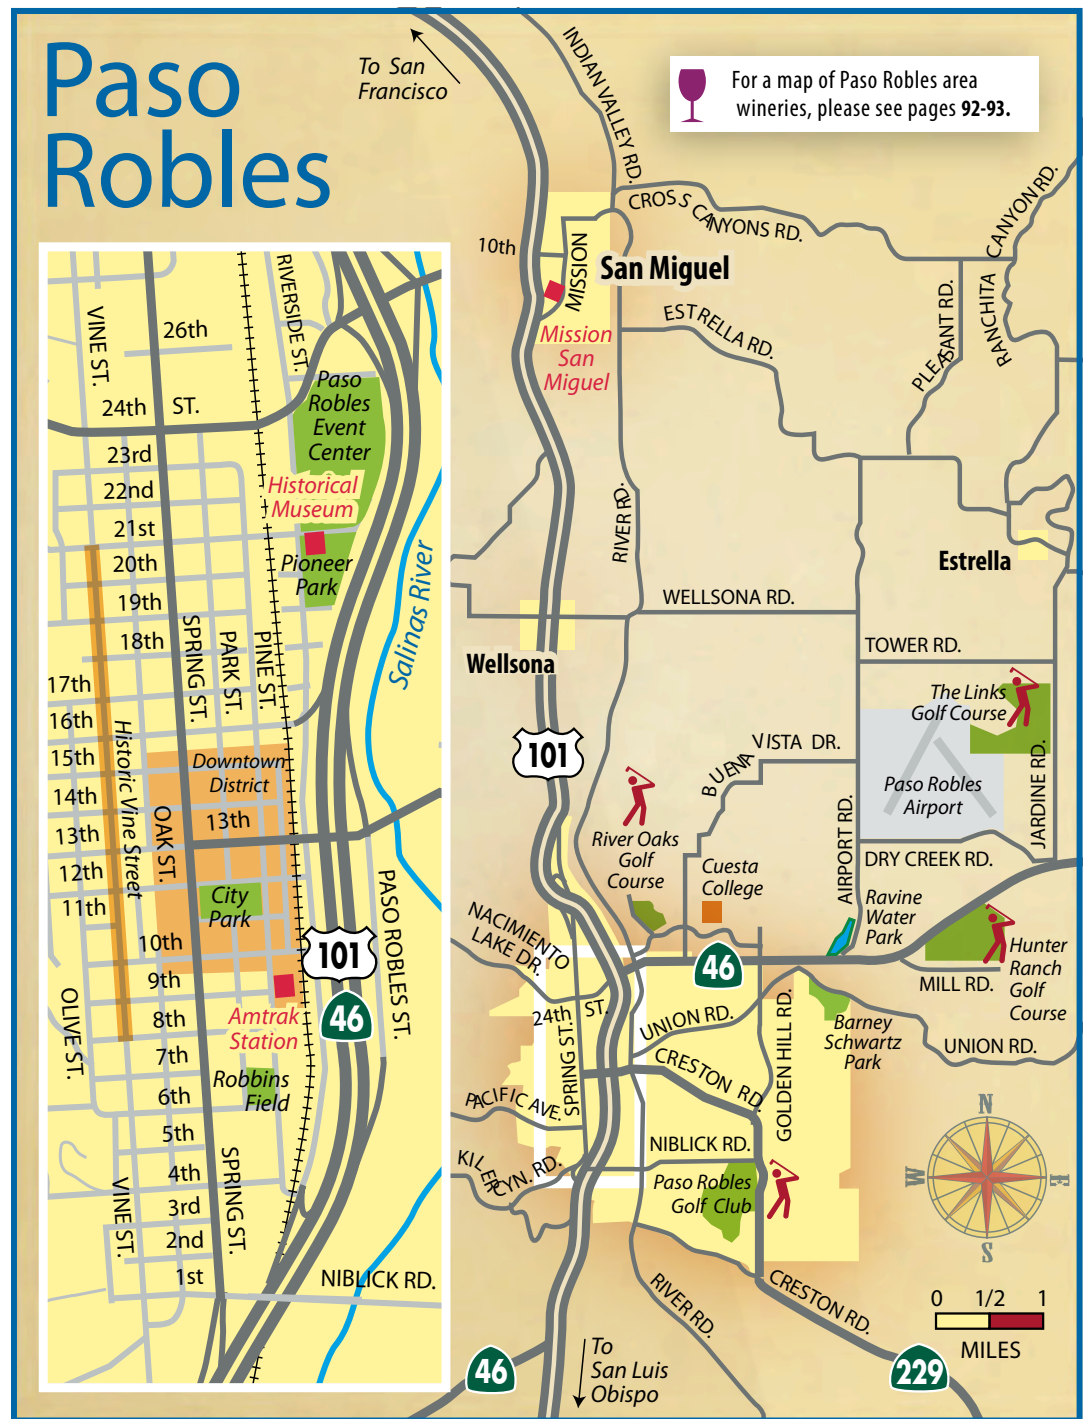 Paso
Robles
To San
Francisco
For a map of Paso Robles area
wineries, please see pages 92-93.
INDIAN VALLEY RD.
CROSS CANYONS RD.
10th
MISSION
San Miguel
Mission
San
Miguel
ESTRELLA RD.
PLEASANT RD.
RANCHITA CANYON RD.
RIVER RD.
Estrella
WELLSONA RD.
Wellsona
TOWER RD.
The Links
Golf Course
101
BUENA VISTA DR.
Paso Robles
Airport
JARDINE RD.
AIRPORT RD.
DRY CREEK RD.
River Oaks
Golf
Course
Cuesta
College
Ravine
Water
Park
NACIMIENTO
LAKE DR.
46
Hunter
Ranch
Golf
Course
MILL RD.
24th ST.
UNION RD.
GOLDEN HILL RD.
Barney
Schwartz
Park
UNION RD.
SPRING ST.
CRESTON RD.
PACIFIC AVE.
NIBLICK RD.
KILER CYN. RD.
Paso Robles
Golf Club
RIVER RD.
CRESTON RD.
N
W
E
S
0 1/2 1
MILES
46
To
San Luis
Obispo
229
VINE ST.
26th
RIVERSIDE ST.
24th ST.
Paso
Robles
Event
Center
23rd
22nd
Historical
Museum
21st
20th
Pioneer
Park
19th
18th
SPRING ST.
PARK ST.
PINE ST.
Salinas River
17th
16th
15th
Historic Vine Street
Downtown
District
14th
13th
OAK ST.
13th
12th
11th
City
Park
PASO ROBLES ST.
10th
101
9th
OLIVE ST.
8th
Amtrak
Station
46
7th
Robbins
Field
6th
5th
4th
SPRING ST.
VINE ST.
3rd
2nd
1st
NIBLICK RD.